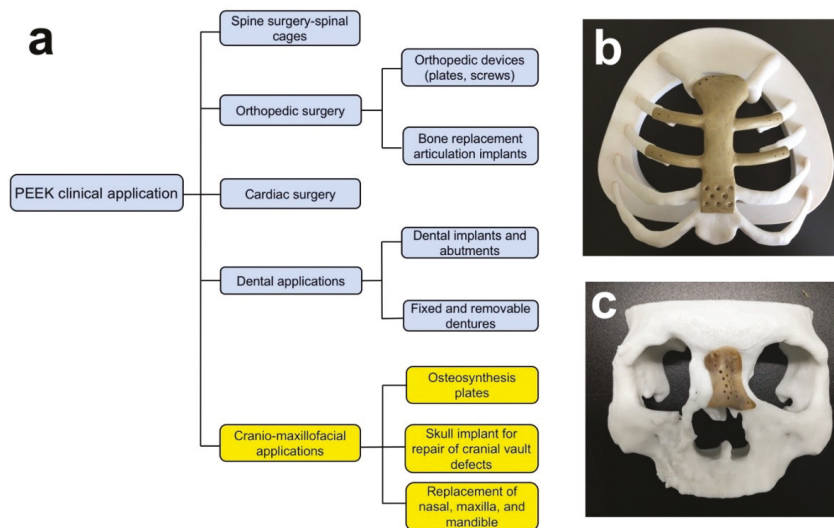 a
Spine surgery-spinal
cages
Orthopedic surgery
Orthopedic devices
(plates, screws)
Bone replacement
articulation implants
PEEK clinical application
Cardiac surgery
Dental applications
Dental implants and
abutments
Fixed and removable
dentures
Cranio-maxillofacial
applications
Osteosynthesis
plates
Skull implant for
repair of cranial vault
defects
Replacement of
nasal, maxilla, and
mandible
b
c